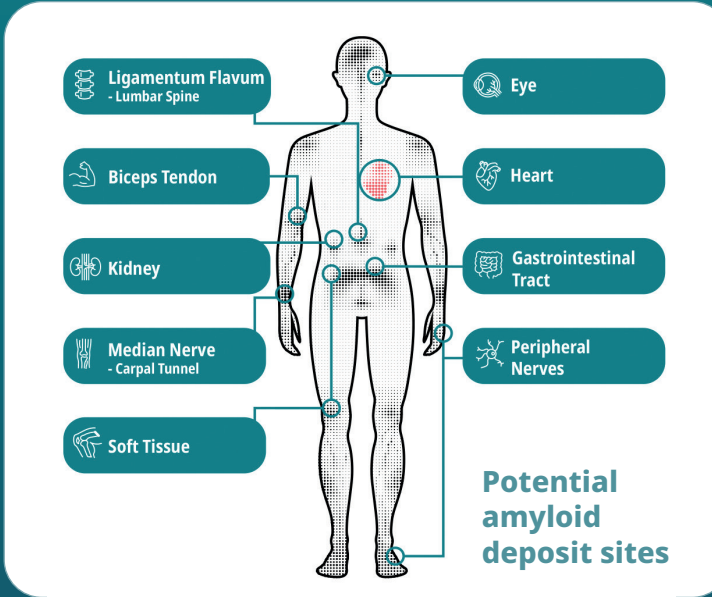 Ligamentum Flavum
- Lumbar Spine
Biceps Tendon
Kidney
Median Nerve
- Carpal Tunnel
Soft Tissue
Eye
Heart
Gastrointestinal
Tract
Peripheral
Nerves
Potential
amyloid
deposit sites